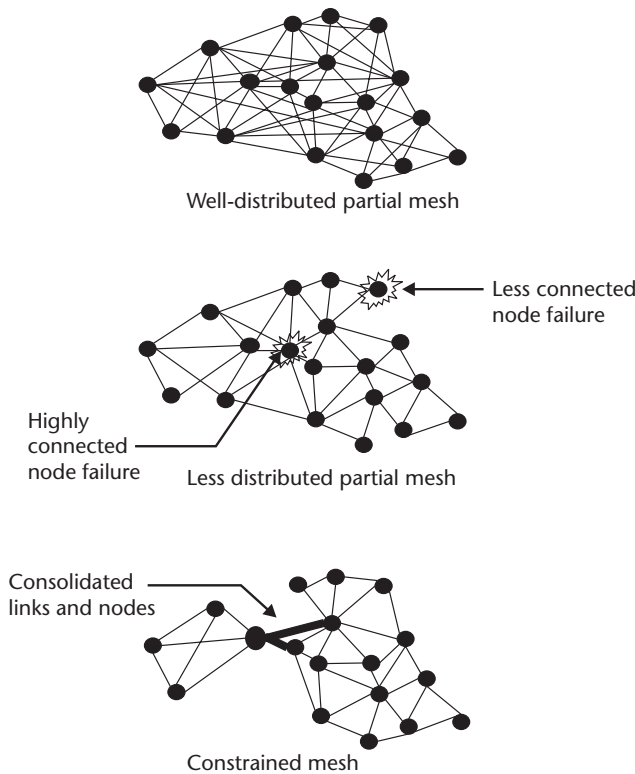 Well-distributed partial mesh
Less connected
node failure
Highly
connected
node failure
Less distributed partial mesh
Consolidated
links and nodes
Constrained mesh